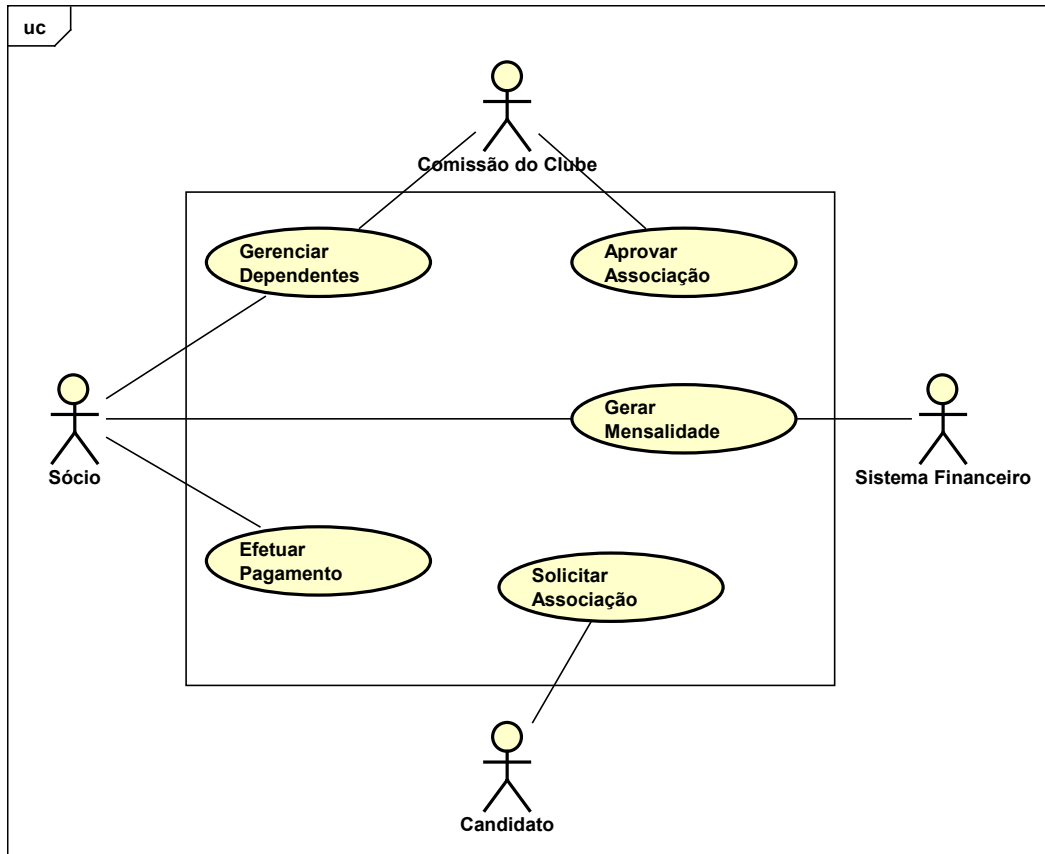 uc
Comissão do Clube
Gerenciar
Dependentes
Aprovar
Associação
Gerar
Mensalidade
Sócio
Sistema Financeiro
Efetuar
Pagamento
Solicitar
Associação
Candidato